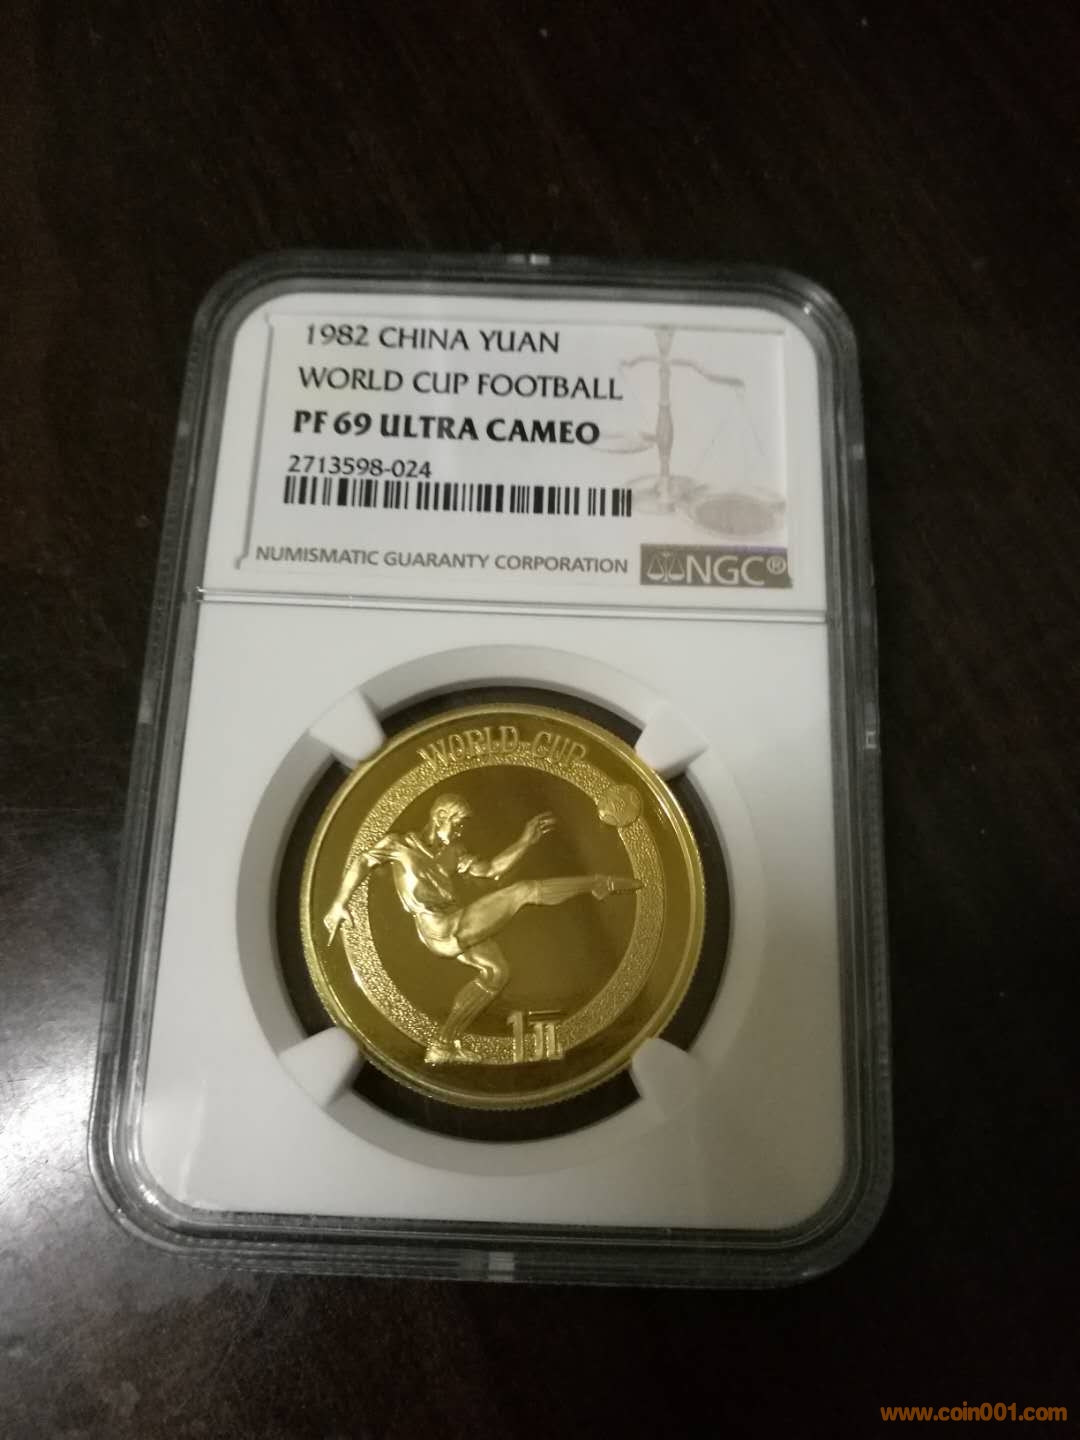 1982 CHINA YUAN
WORLD CUP FOOTBALL
PF 69 ULTRA CAMEO
2713598-024
NUMISMATIC GUARANTY CORPORATION
NGC®
WORLD CUP
1元
www.coin001.com